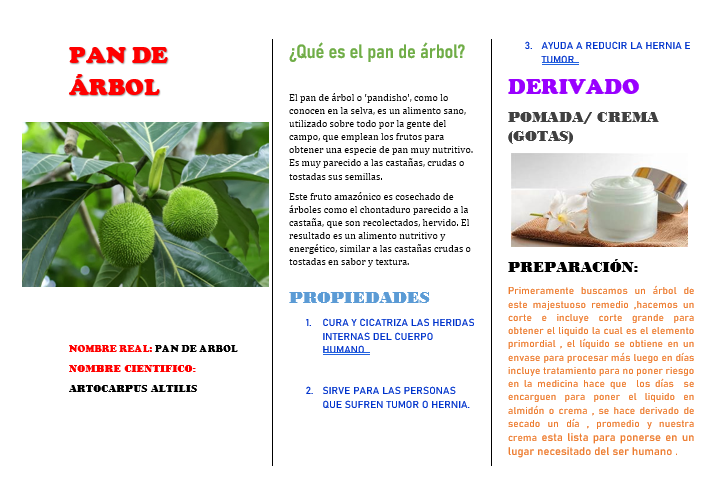 PAN DE
ÁRBOL
NOMBRE REAL: PAN DE ARBOL
NOMBRE CIENTIFICO:
ARTOCARPUS ALTILIS
¿Qué es el pan de árbol?
El pan de árbol o 'pandisho', como lo
conocen en la selva, es un alimento sano,
utilizado sobre todo por la gente del
campo, que emplean los frutos para
obtener una especie de pan muy nutritivo.
Es muy parecido a las castañas, crudas o
tostadas sus semillas.
Este fruto amazónico es cosechado de
árboles como el chontaduro parecido a la
castaña, que son recolectados, hervido. El
resultado es un alimento nutritivo y
energético, similar a las castañas crudas o
tostadas en sabor y textura.
PROPIEDADES
1. CURA Y CICATRIZA LAS HERIDAS
INTERNAS DEL CUERPO
HUMANO
2. SIRVE PARA LAS PERSONAS
QUE SUFREN TUMOR O HERNIA.
3. AYUDA A REDUCIR LA HERNIA E
TUMOR
DERIVADO
POMADA/ CREMA
(GOTAS)
PREPARACIÓN:
Primeramente buscamos un árbol de
este majestuoso remedio ,hacemos un
corte e incluye corte grande para
obtener el liquido la cual es el elemento
primordial , el líquido se obtiene en un
envase para procesar más luego en días
incluye tratamiento para no poner riesgo
en la medicina hace que los días se
encarguen para poner el liquido en
almidón o crema , se hace derivado de
secado un día , promedio y nuestra
crema esta lista para ponerse en un
lugar necesitado del ser humano .